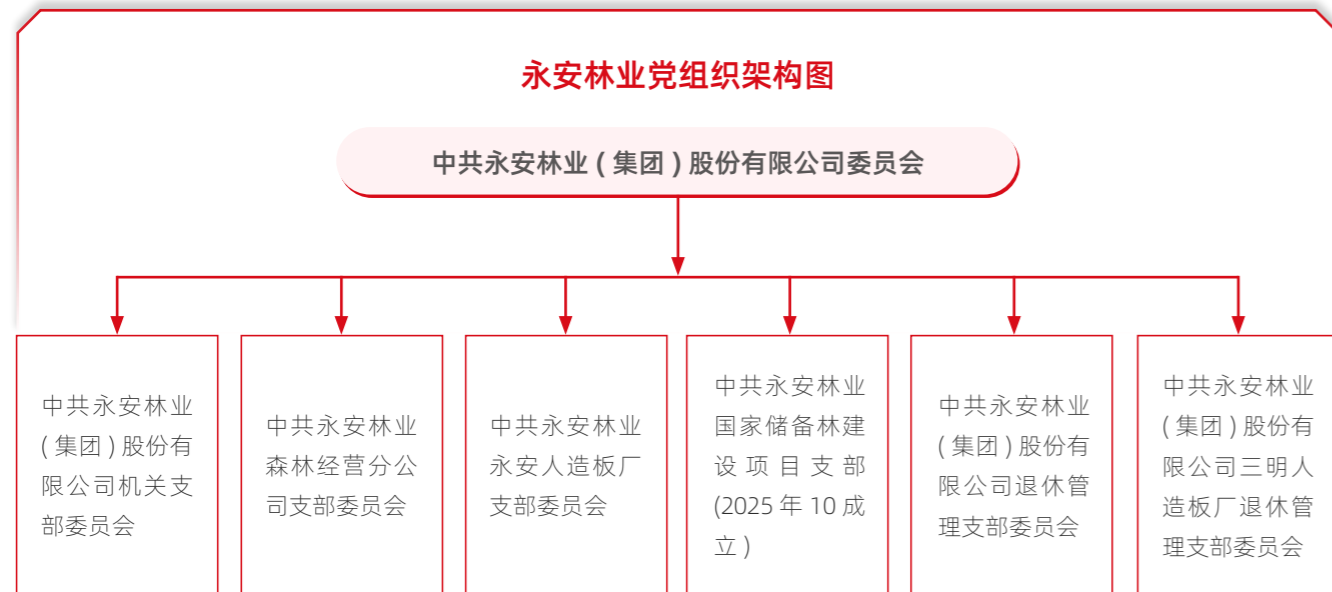 永安林业党组织架构图
中共永安林业 ( 集团 ) 股份有限公司委员会
中共永安林业
( 集团 ) 股份有
限公司机关支
部委员会
中共永安林业
森林经营分公
司支部委员会
中共永安林业
永安人造板厂
支部委员会
中共永安林业
国家储备林建
设项目支部
(2025 年 10 成
立 )
中共永安林业
( 集团 ) 股份有
限公司退休管
理支部委员会
中共永安林业
( 集团 ) 股份有
限公司三明人
造板厂退休管
理支部委员会